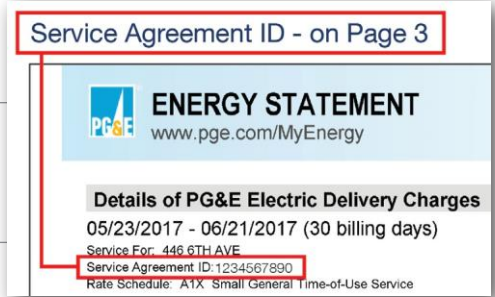 Service Agreement ID - on Page 3
PG&E
ENERGY STATEMENT
www.pge.com/MyEnergy
Details of PG&E Electric Delivery Charges
05/23/2017 - 06/21/2017 (30 billing days)
Service For: 446 6TH AVE
Service Agreement ID: 1234567890
Rate Schedule: A1X Small General Time-of-Use Service